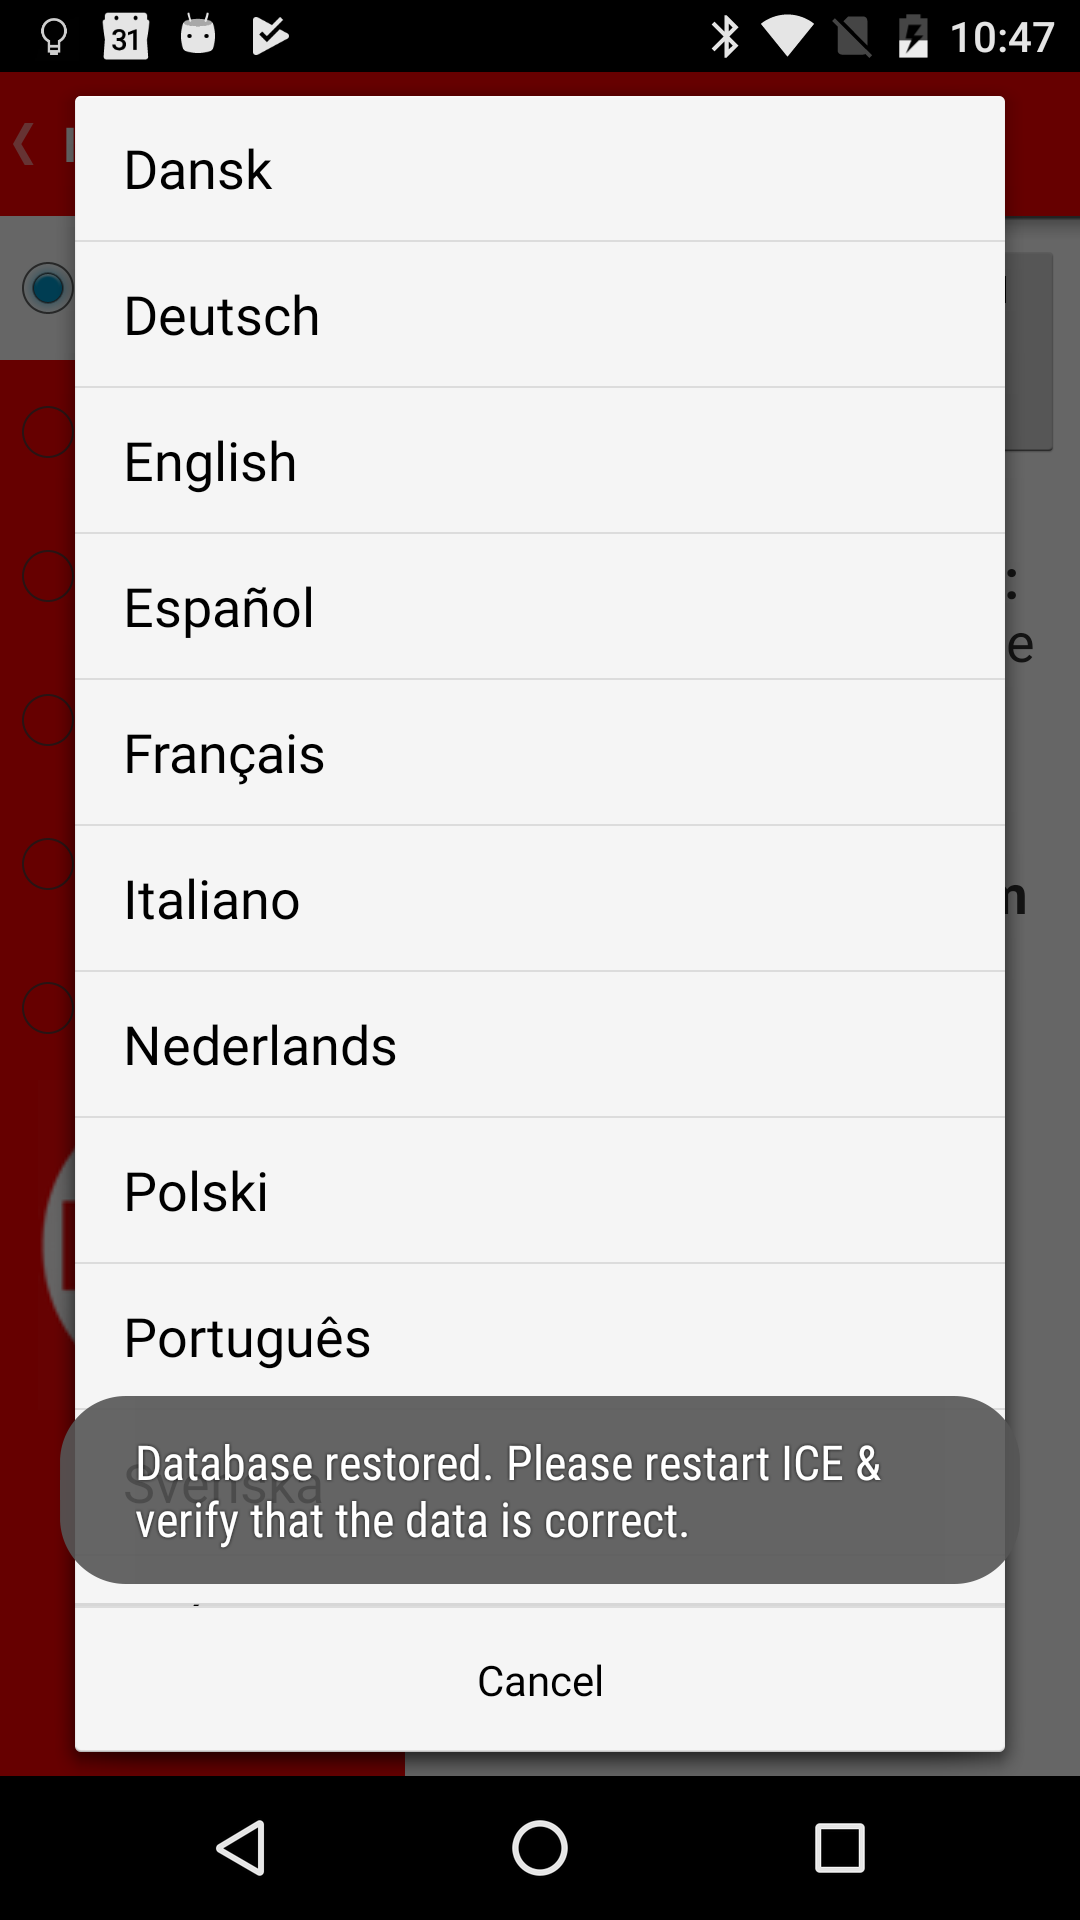 31
10:47
Dansk
Deutsch
English
Español
Français
Italiano
Nederlands
Polski
Português
Svenska
Database restored. Please restart ICE &
verify that the data is correct.
Cancel